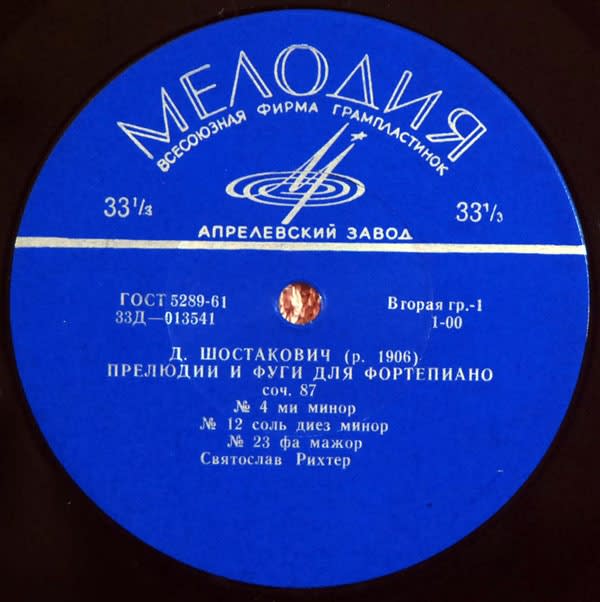 МЕЛОДИЯ
ВСЕСОЮЗНАЯ ФИРМА ГРАМПЛАСТИНОК
33⅓ 33⅓
АПРЕЛЕВСКИЙ ЗАВОД
ГОСТ 5289-61 Вторая гр.-1
33Д—013541 1-00
Д. ШОСТАКОВИЧ (р. 1906)
ПРЕЛЮДИИ И ФУГИ ДЛЯ ФОРТЕПИАНО
соч. 87
№ 4 ми минор
№ 12 соль диез минор
№ 23 фа мажор
Святослав Рихтер